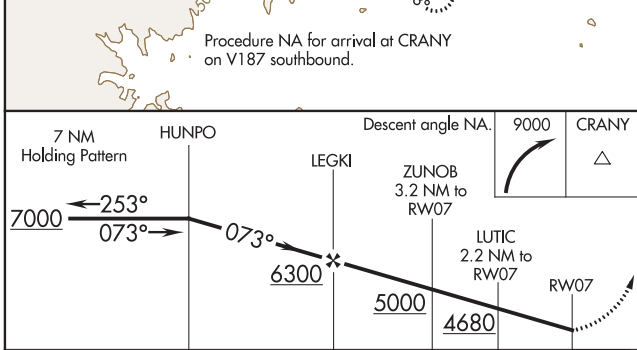 Procedure NA for arrival at CRANY
on V187 southbound.
7 NM
Holding Pattern
HUNPO
LEGKI
Descent angle NA.
9000
CRANY
ZUNOB
3.2 NM to
RW07
LUTIC
2.2 NM to
RW07
RW07
253°
7000
073°
073°
6300
5000
4680